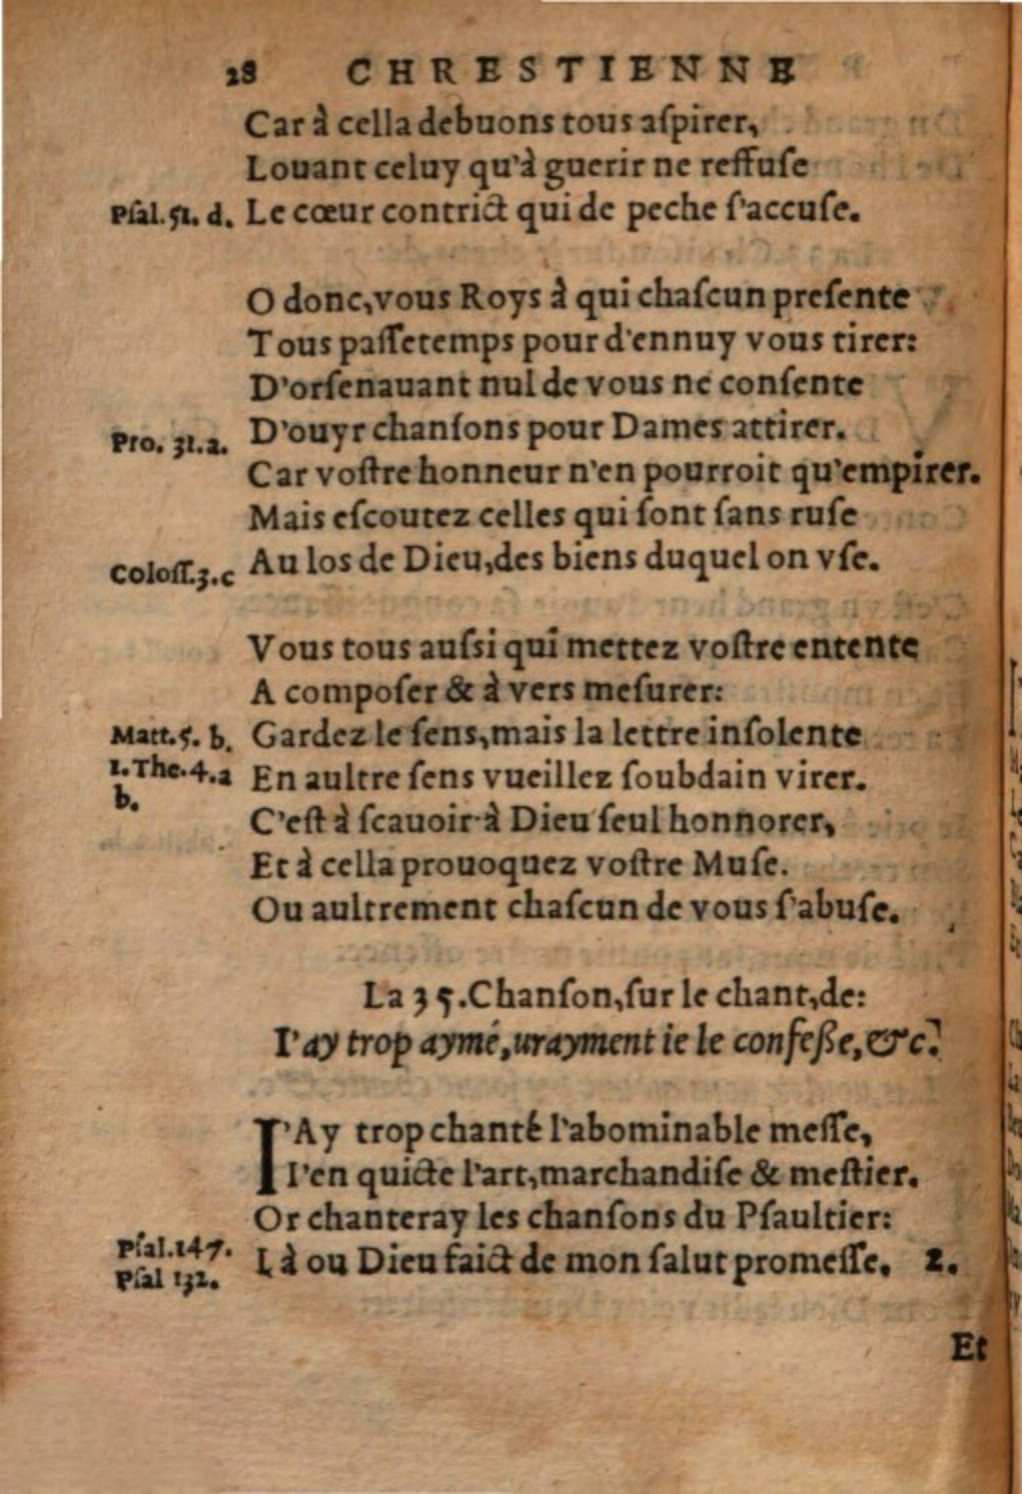 28 CHRESTIENNE
Car à cella debuons tous aſpirer,
Louant celuy qu'à guerir ne reffuſe
Pſal.51. d. Le cœur contrict qui de peche ſ'accuſe.
O donc,vous Roys à qui chaſcun preſente
Tous paſſetemps pour d'ennuy vous tirer:
D'orſenauant nul de vous ne conſente
Pro. 31.a. D'ouyr chanſons pour Dames attirer.
Car voſtre honneur n'en pourroit qu'empirer.
Mais eſcoutez celles qui ſont ſans ruſe
Coloſſ.3.c Au los de Dieu,des biens duquel on vſe.
Vous tous auſsi qui mettez voſtre entente
A compoſer & à vers meſurer:
Matt.5. b. Gardez le ſens,mais la lettre inſolente
1.The.4.a En aultre ſens vueillez ſoubdain virer.
b. C'eſt à ſcauoir à Dieu ſeul honnorer,
Et à cella prouoquez voſtre Muſe.
Ou aultrement chaſcun de vous ſ'abuſe.
La 35.Chanſon,ſur le chant,de:
I'ay trop aymé,urayment ie le confeße,&c.
I'Ay trop chanté l'abominable meſſe,
I'en quicte l'art,marchandiſe & meſtier.
Or chanteray les chanſons du Pſaultier:
Pſal.147. Là ou Dieu faict de mon ſalut promeſſe. 2.
Pſal 132.
Et